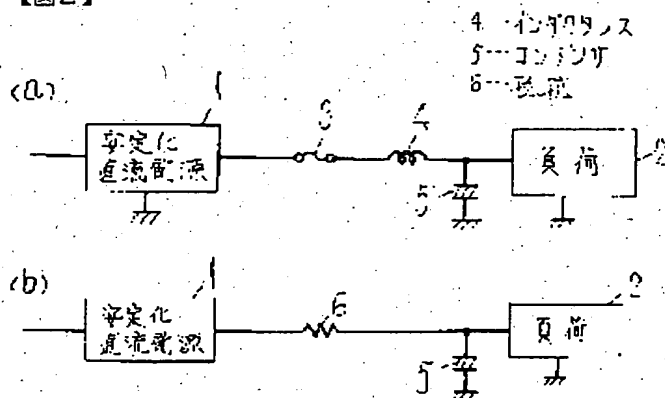 【図2】
4…インダクタンス
5…コンデンサ
6…抵抗
(a)
1
3
4
安定化
直流電源
負荷
2
5
(b)
1
6
2
安定化
直流電源
負荷
5